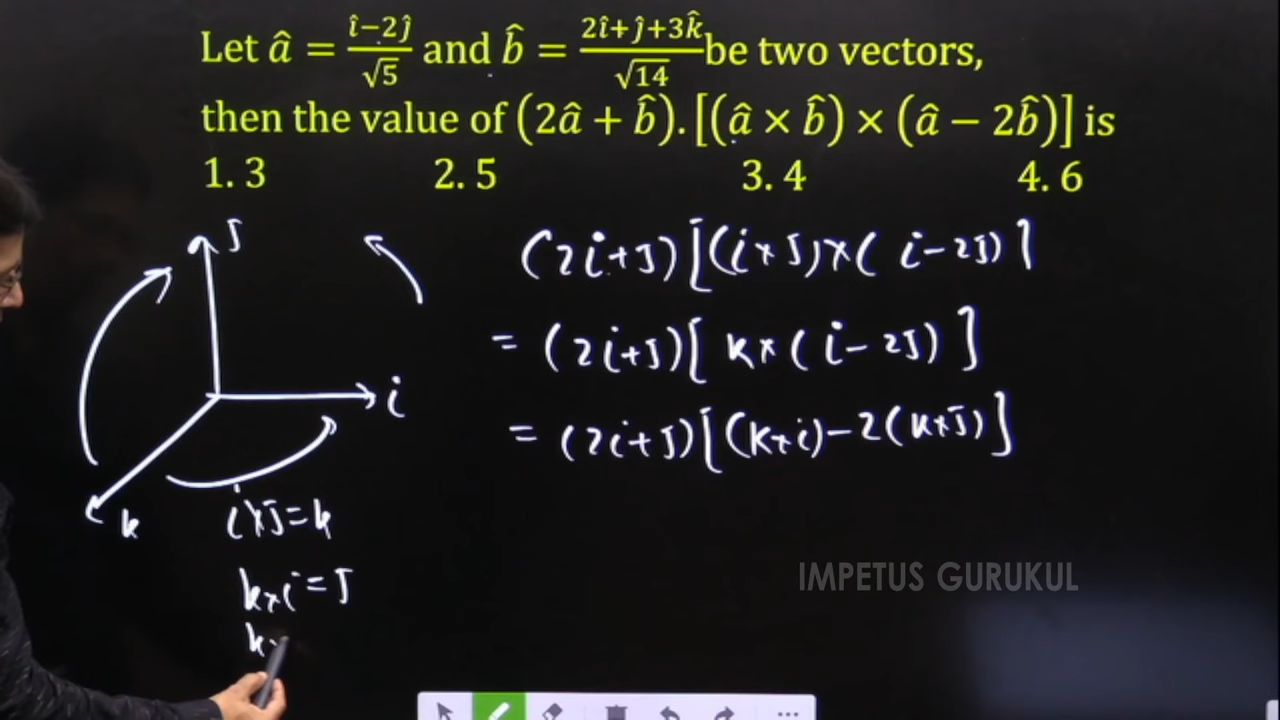 Let â = î−2ĵ/√5 and b̂ = 2î+ĵ+3k̂/√14 be two vectors,
then the value of (2â + b̂).[(â × b̂) × (â − 2b̂)] is
1. 3 2. 5 3. 4 4. 6
J
i
k
i×J=k
k×i=J
k×
(2i+J)[(i×J)×(i−2J)]
=(2i+J)[k×(i−2J)]
=(2i+J)[(k×i)−2(k×J)]
IMPETUS GURUKUL